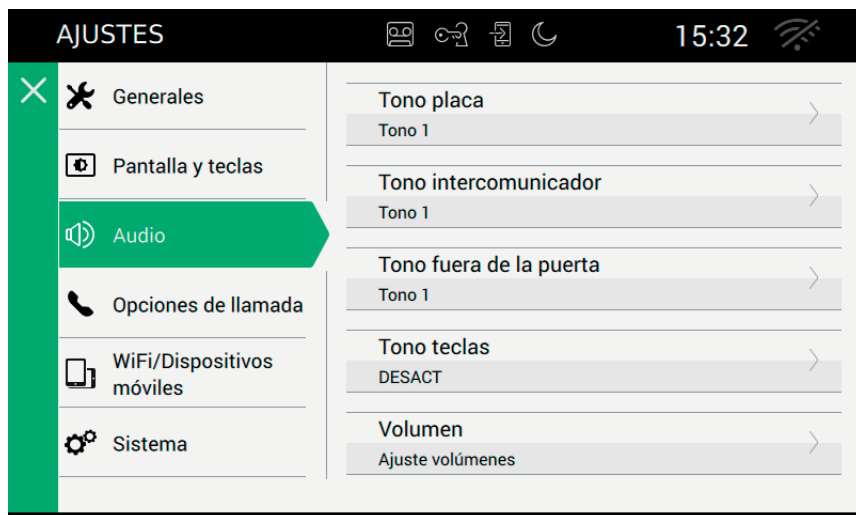 AJUSTES
15:32
Generales
Pantalla y teclas
Audio
Opciones de llamada
WiFi/Dispositivos
móviles
Sistema
Tono placa
Tono 1
Tono intercomunicador
Tono 1
Tono fuera de la puerta
Tono 1
Tono teclas
DESACT
Volumen
Ajuste volúmenes